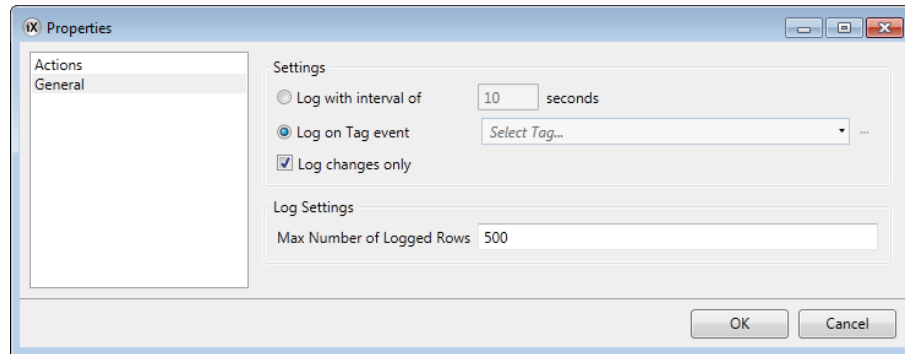 iX Properties
Actions
General
Settings
Log with interval of 10 seconds
Log on Tag event Select Tag... ...
Log changes only
Log Settings
Max Number of Logged Rows 500
OK Cancel